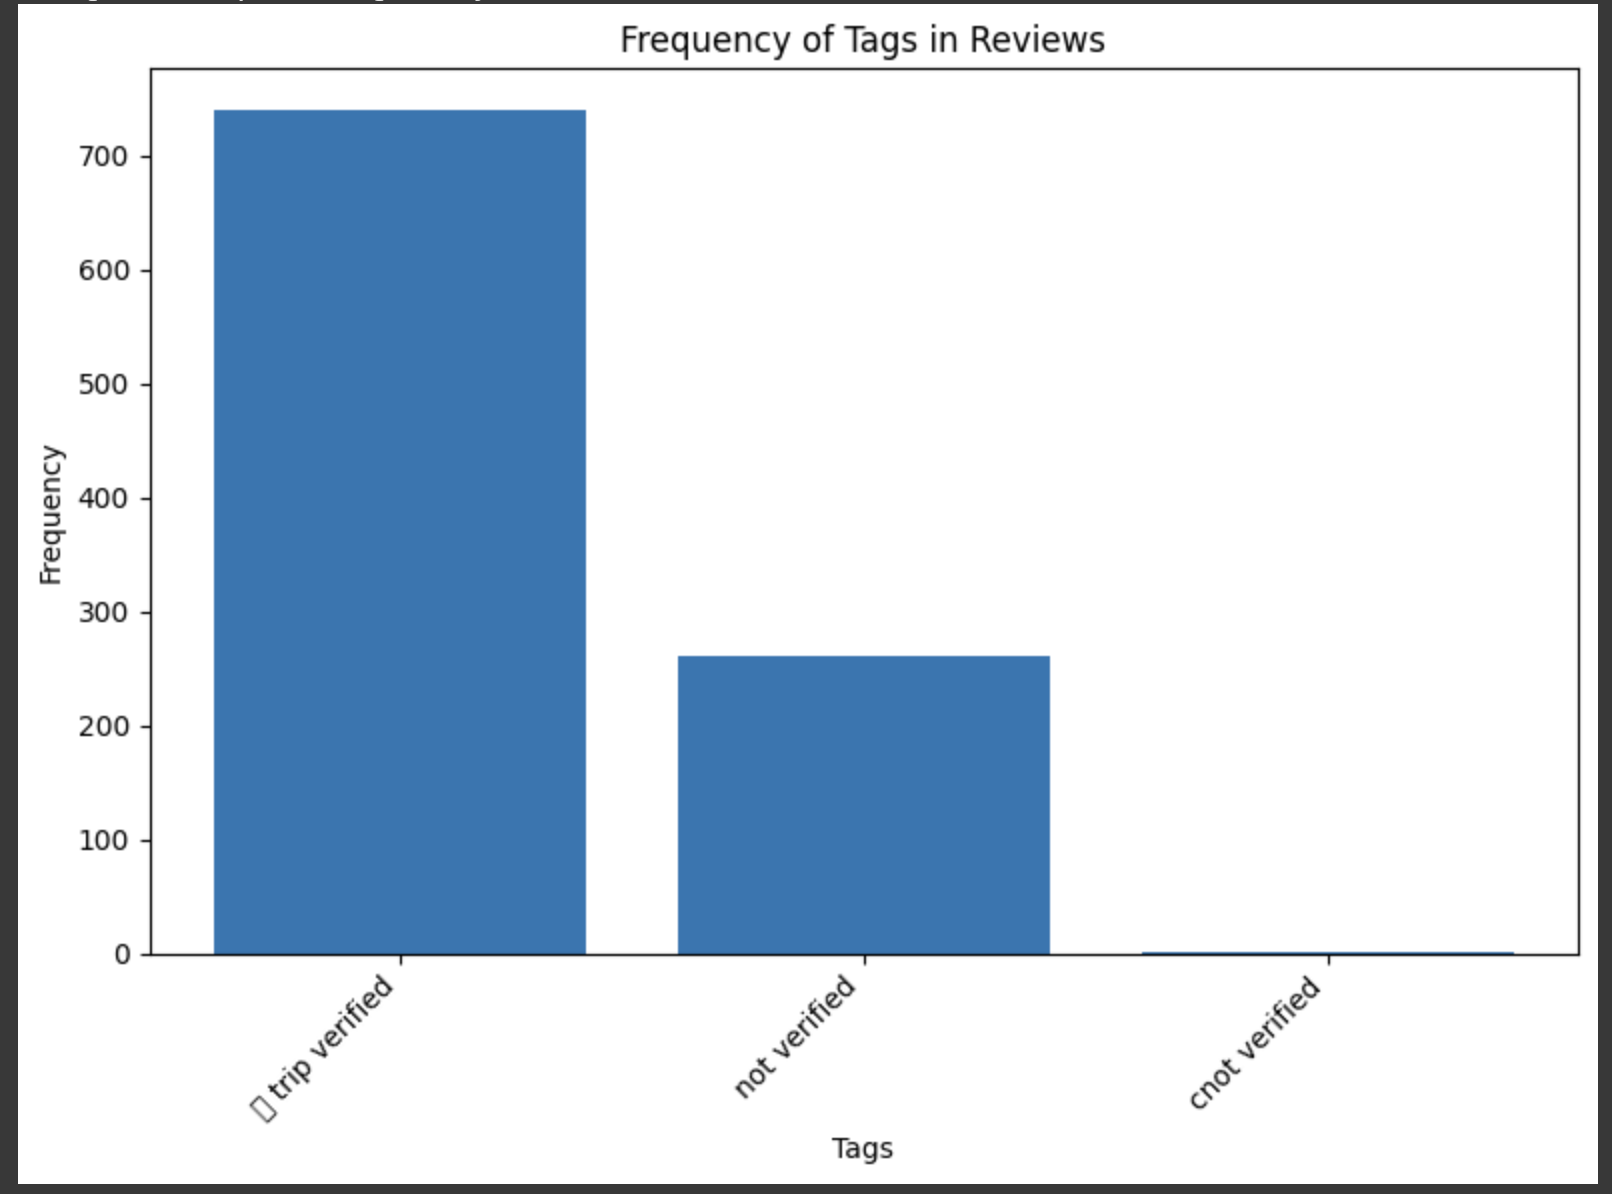 Frequency of Tags in Reviews
700
600
500
400
300
200
100
0
Frequency
▯ trip verified
not verified
cnot verified
Tags